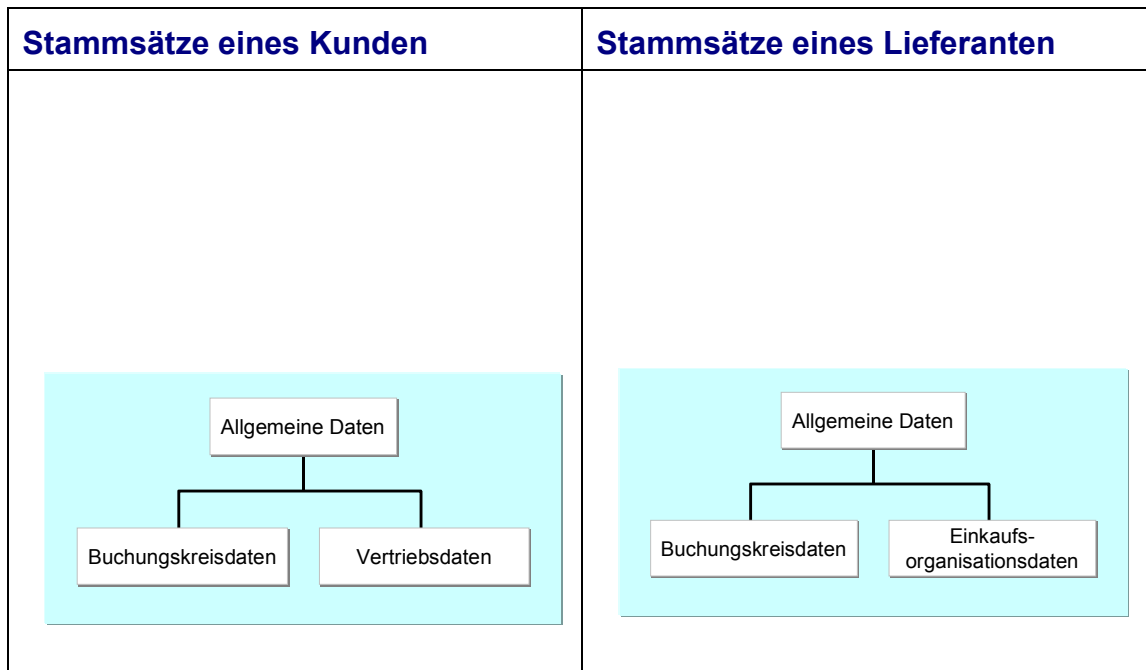 Stammsätze eines Kunden
Stammsätze eines Lieferanten
Allgemeine Daten
Buchungskreisdaten
Vertriebsdaten
Allgemeine Daten
Buchungskreisdaten
Einkaufs-
organisationsdaten